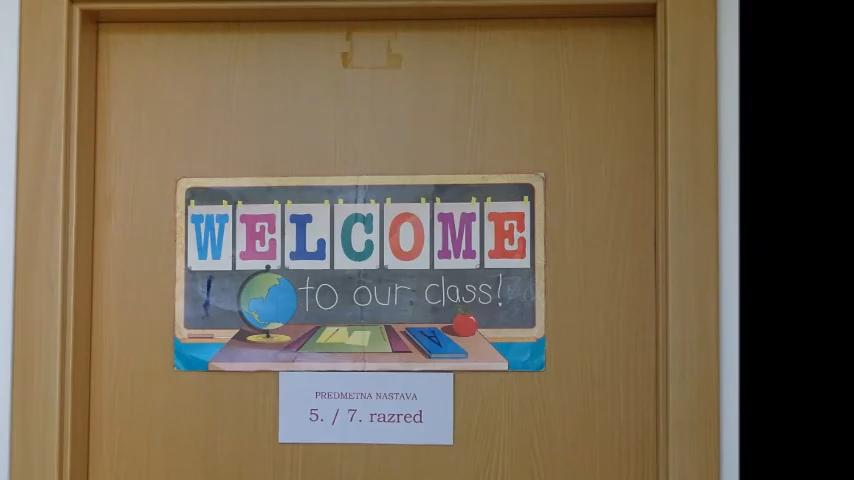 WELCOME
to our class!
A
PREDMETNA NASTAVA
5. / 7. razred